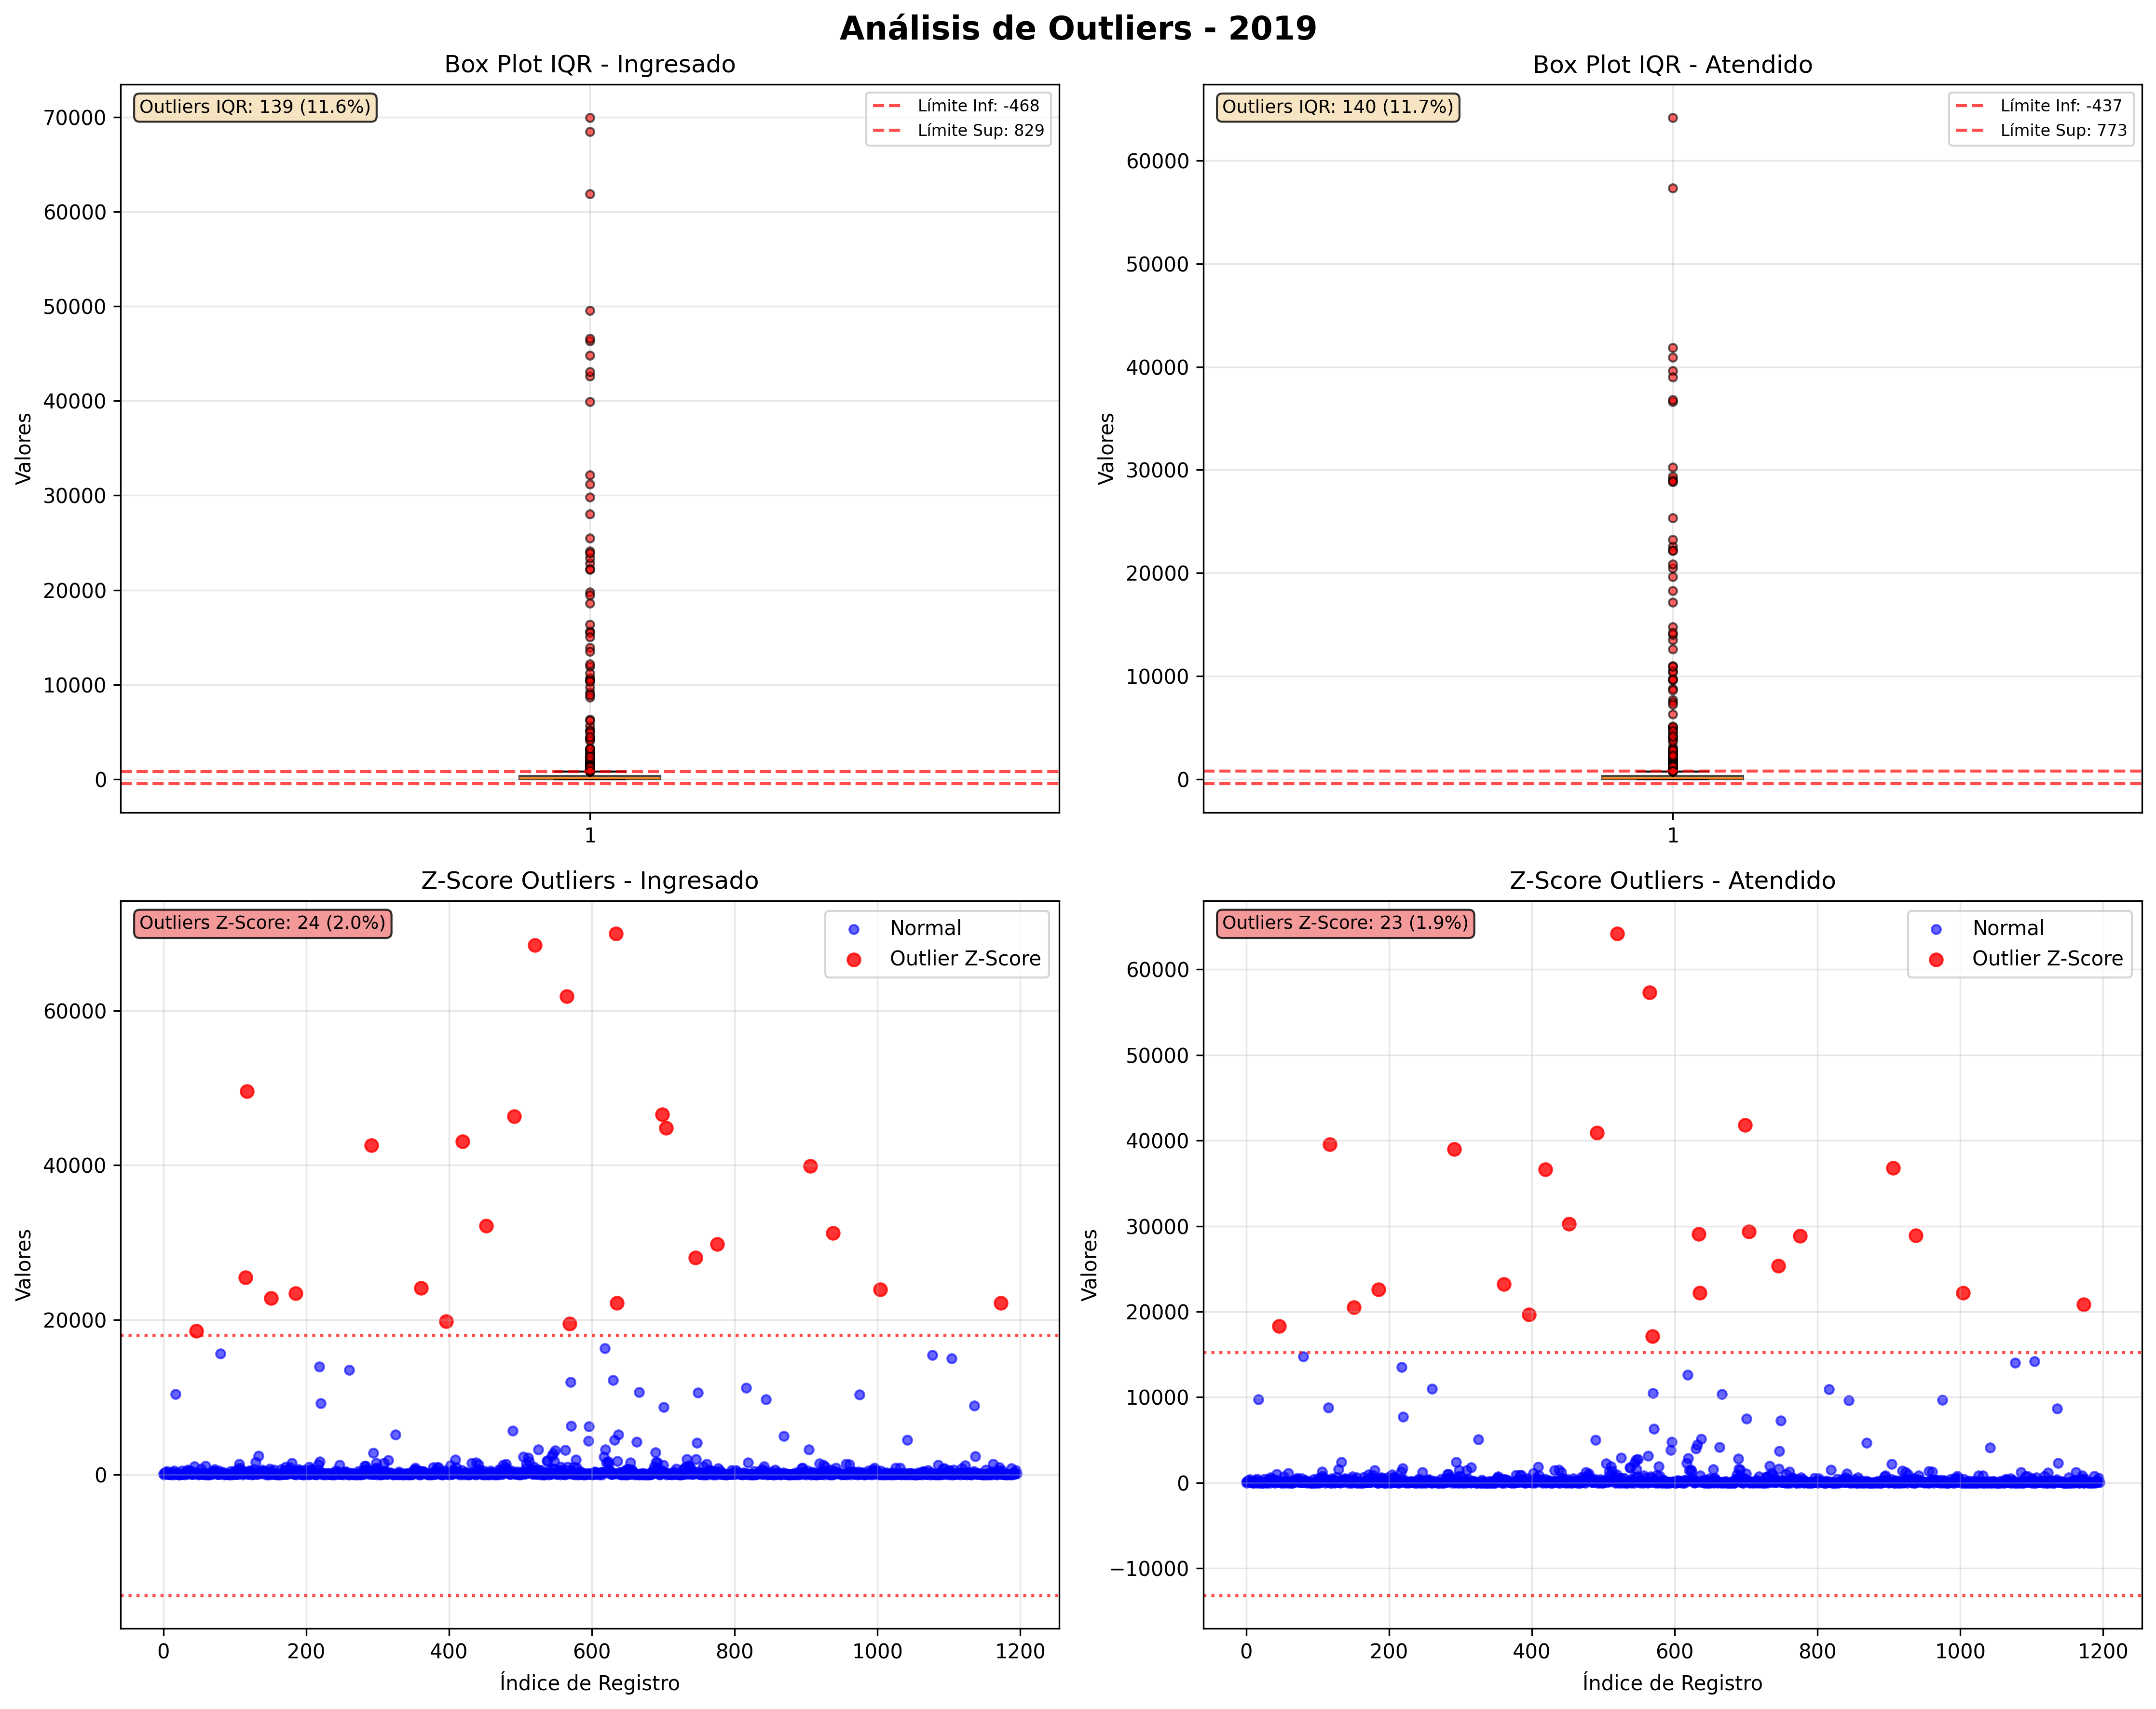 Análisis de Outliers - 2019
Box Plot IQR - Ingresado
Outliers IQR: 139 (11.6%)
Límite Inf: -468
Límite Sup: 829
Valores
70000
60000
50000
40000
30000
20000
10000
0
1
Box Plot IQR - Atendido
Outliers IQR: 140 (11.7%)
Límite Inf: -437
Límite Sup: 773
Valores
60000
50000
40000
30000
20000
10000
0
1
Z-Score Outliers - Ingresado
Outliers Z-Score: 24 (2.0%)
Normal
Outlier Z-Score
Valores
60000
40000
20000
0
0 200 400 600 800 1000 1200
Índice de Registro
Z-Score Outliers - Atendido
Outliers Z-Score: 23 (1.9%)
Normal
Outlier Z-Score
Valores
60000
50000
40000
30000
20000
10000
0
−10000
0 200 400 600 800 1000 1200
Índice de Registro